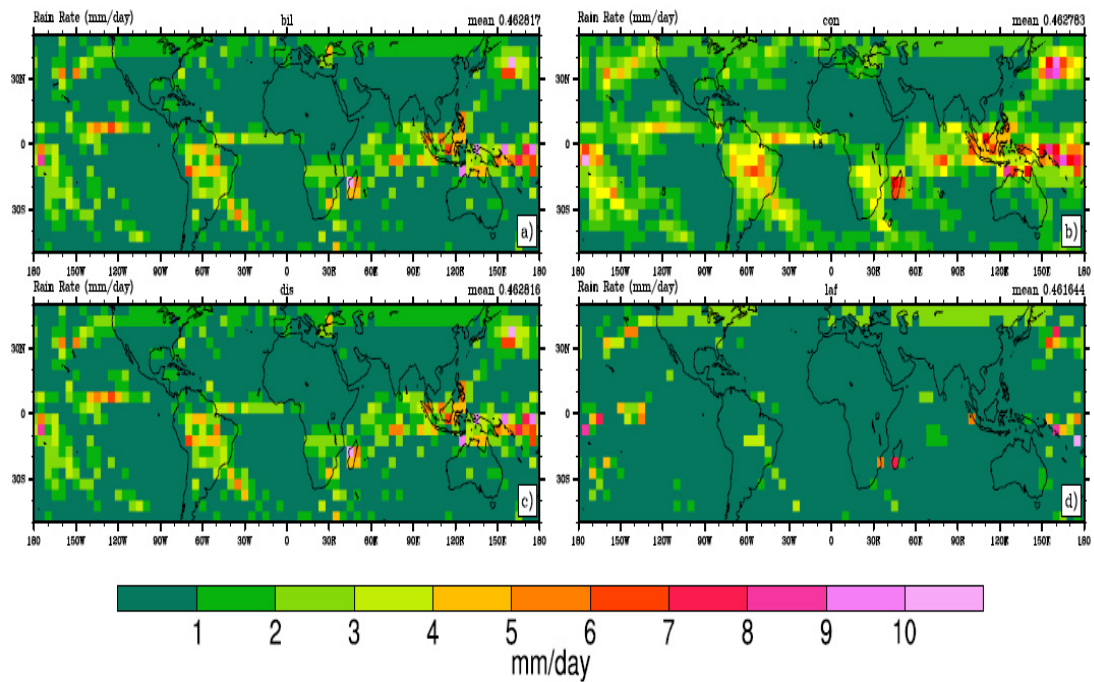 Rain Rate (mm/day) bil mean 0.462817
30N
0
30S
a)
180 150W 120W 90W 60W 30W 0 30E 60E 90E 120E 150E 180
Rain Rate (mm/day) con mean 0.462783
30N
0
30S
1.5
b)
180 150W 120W 90W 60W 30W 0 30E 60E 90E 120E 150E 180
Rain Rate (mm/day) dis mean 0.462816
30N
0
30S
c)
180 150W 120W 90W 60W 30W 0 30E 60E 90E 120E 150E 180
Rain Rate (mm/day) laf mean 0.461644
30N
0
30S
d)
180 150W 120W 90W 60W 30W 0 30E 60E 90E 120E 150E 180
1 2 3 4 5 6 7 8 9 10
mm/day